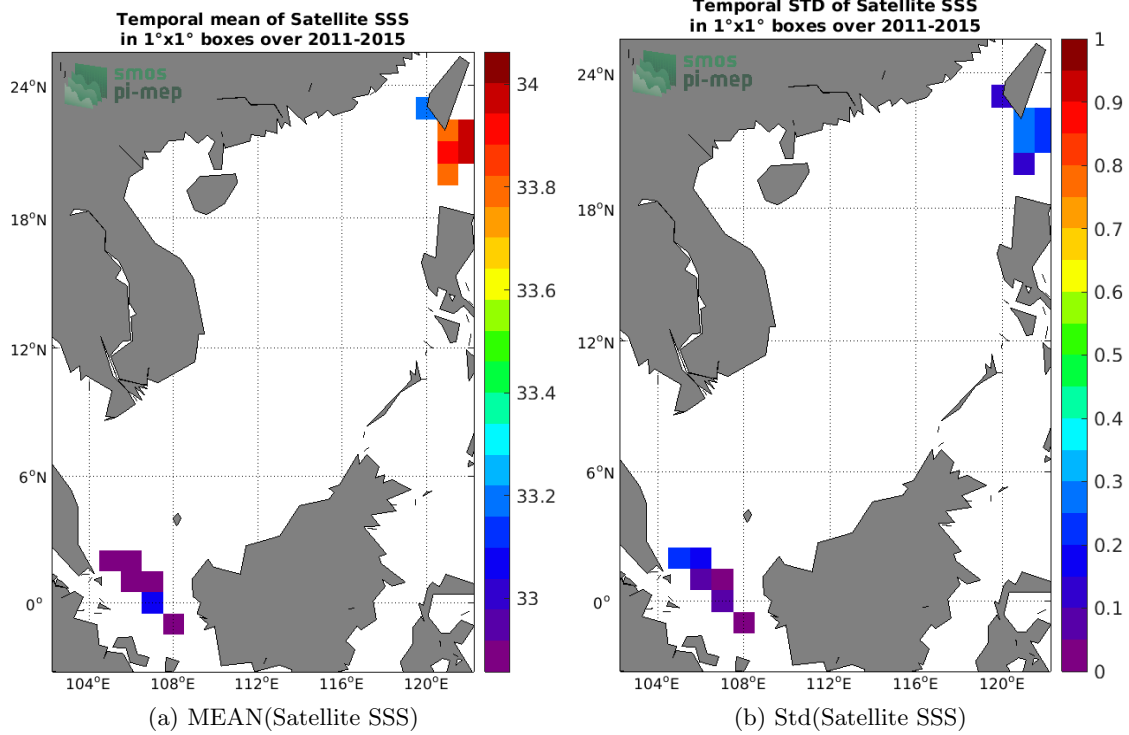 Temporal mean of Satellite SSS
in 1°x1° boxes over 2011-2015
smos
pi-mep
24°N
18°N
12°N
6°N
0°
104°E
108°E
112°E
116°E
120°E
34
33.8
33.6
33.4
33.2
33
(a) MEAN(Satellite SSS)
Temporal STD of Satellite SSS
in 1°x1° boxes over 2011-2015
smos
pi-mep
24°N
18°N
12°N
6°N
0°
104°E
108°E
112°E
116°E
120°E
1
0.9
0.8
0.7
0.6
0.5
0.4
0.3
0.2
0.1
0
(b) Std(Satellite SSS)